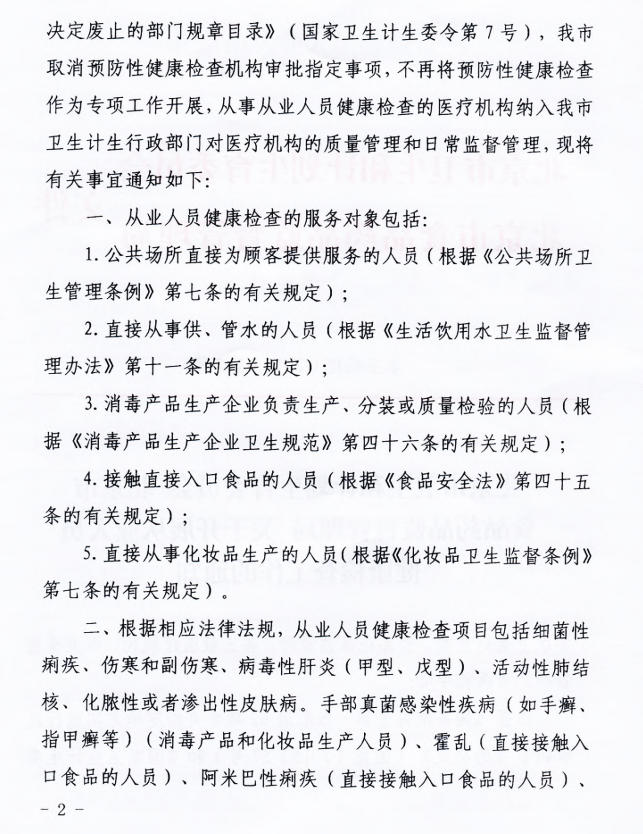 决定废止的部门规章目录》（国家卫生计生委令第 7 号），我市
取消预防性健康检查机构审批指定事项，不再将预防性健康检查
作为专项工作开展，从事从业人员健康检查的医疗机构纳入我市
卫生计生行政部门对医疗机构的质量管理和日常监督管理，现将
有关事宜通知如下：
一、从业人员健康检查的服务对象包括：
1. 公共场所直接为顾客提供服务的人员（根据《公共场所卫
生管理条例》第七条的有关规定）；
2. 直接从事供、管水的人员（根据《生活饮用水卫生监督管
理办法》第十一条的有关规定）；
3. 消毒产品生产企业负责生产、分装或质量检验的人员（根
据《消毒产品生产企业卫生规范》第四十六条的有关规定）；
4. 接触直接入口食品的人员（根据《食品安全法》第四十五
条的有关规定）；
5. 直接从事化妆品生产的人员（根据《化妆品卫生监督条例》
第七条的有关规定）。
二、根据相应法律法规，从业人员健康检查项目包括细菌性
痢疾、伤寒和副伤寒、病毒性肝炎（甲型、戊型）、活动性肺结
核、化脓性或者渗出性皮肤病。手部真菌感染性疾病（如手癣、
指甲癣等）（消毒产品和化妆品生产人员）、霍乱（直接接触入
口食品的人员）、阿米巴性痢疾（直接接触入口食品的人员）、
- 2 -